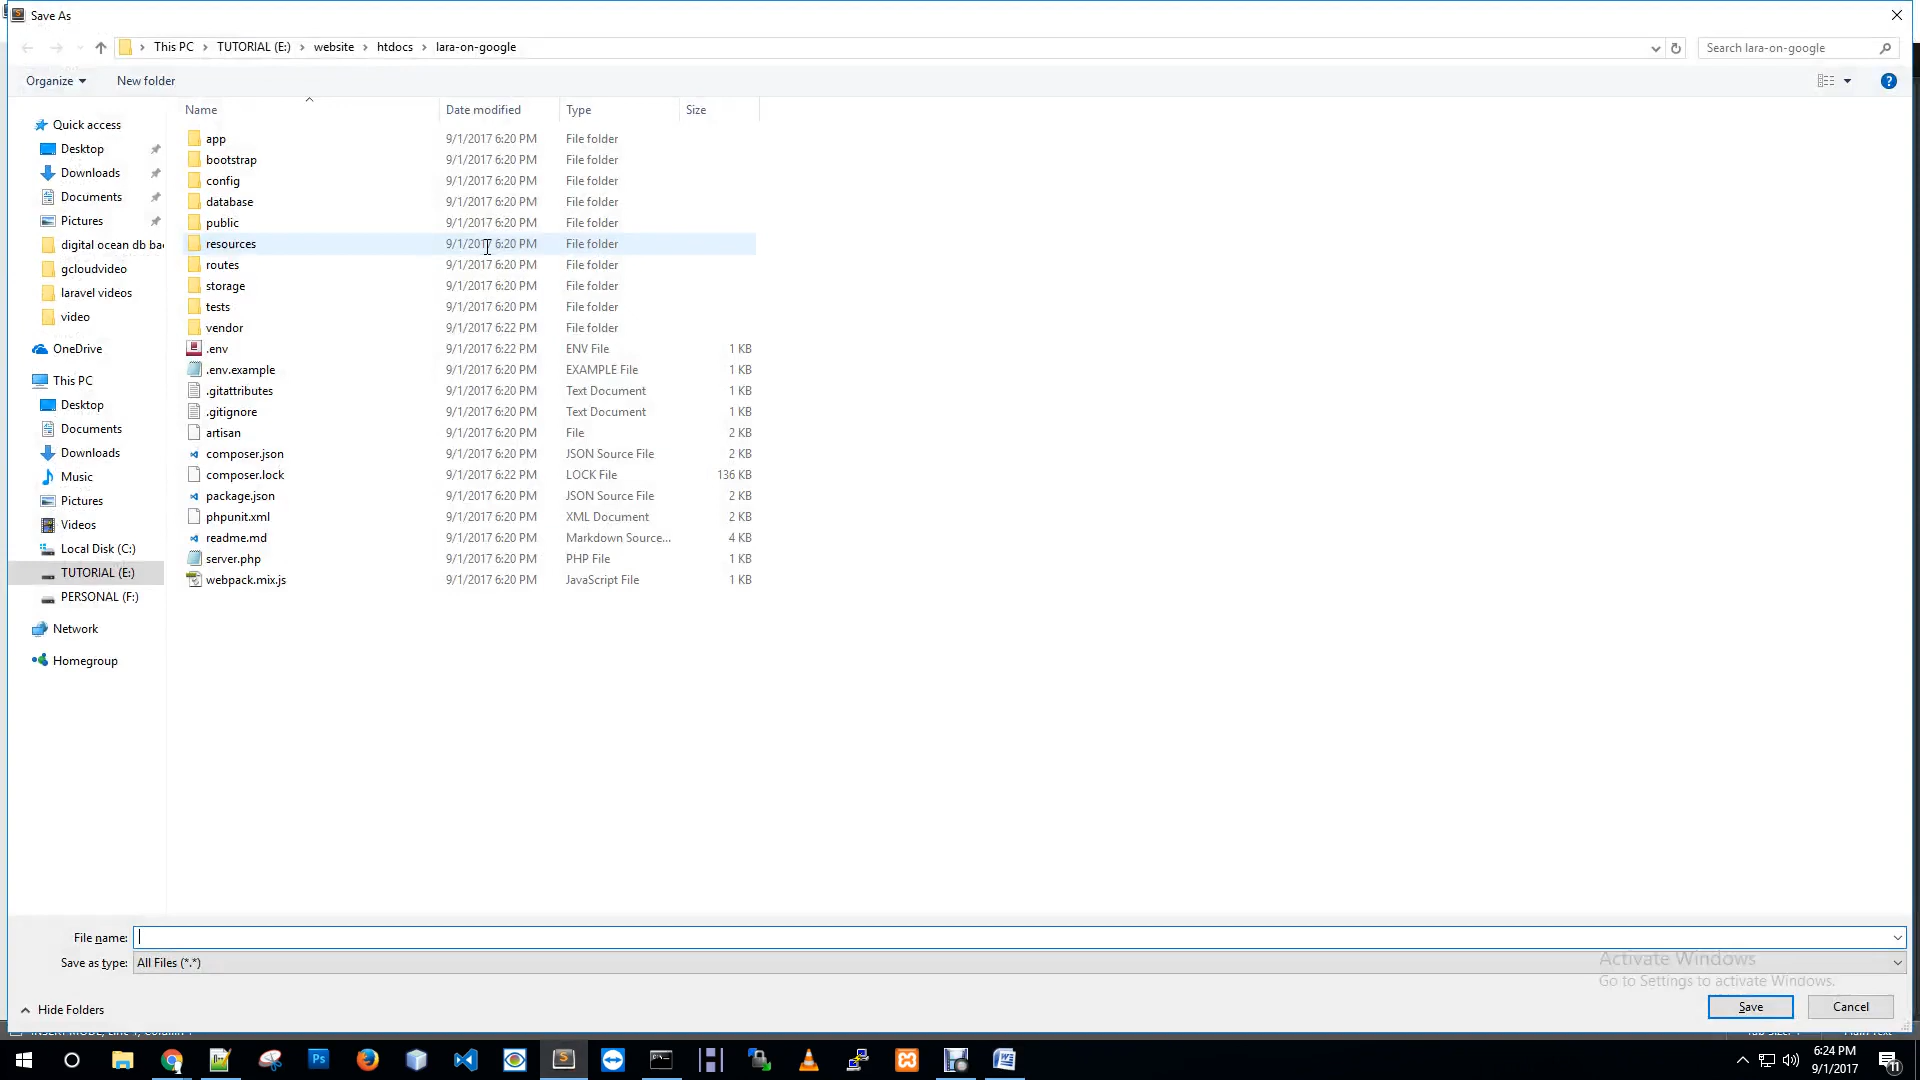 Save As
This PC > TUTORIAL (E:) > website > htdocs > lara-on-google
Search lara-on-google
Organize
New folder
Name
Date modified
Type
Size
app 9/1/2017 6:20 PM File folder
bootstrap 9/1/2017 6:20 PM File folder
config 9/1/2017 6:20 PM File folder
database 9/1/2017 6:20 PM File folder
public 9/1/2017 6:20 PM File folder
resources 9/1/2017 6:20 PM File folder
routes 9/1/2017 6:20 PM File folder
storage 9/1/2017 6:20 PM File folder
tests 9/1/2017 6:20 PM File folder
vendor 9/1/2017 6:22 PM File folder
.env 9/1/2017 6:22 PM ENV File 1 KB
.env.example 9/1/2017 6:20 PM EXAMPLE File 1 KB
.gitattributes 9/1/2017 6:20 PM Text Document 1 KB
.gitignore 9/1/2017 6:20 PM Text Document 1 KB
artisan 9/1/2017 6:20 PM File 2 KB
composer.json 9/1/2017 6:20 PM JSON Source File 2 KB
composer.lock 9/1/2017 6:22 PM LOCK File 136 KB
package.json 9/1/2017 6:20 PM JSON Source File 2 KB
phpunit.xml 9/1/2017 6:20 PM XML Document 2 KB
readme.md 9/1/2017 6:20 PM Markdown Source... 4 KB
server.php 9/1/2017 6:20 PM PHP File 1 KB
webpack.mix.js 9/1/2017 6:20 PM JavaScript File 1 KB
Quick access
Desktop
Downloads
Documents
Pictures
digital ocean db bac
gcloudvideo
laravel videos
video
OneDrive
This PC
Desktop
Documents
Downloads
Music
Pictures
Videos
Local Disk (C:)
TUTORIAL (E:)
PERSONAL (F:)
Network
Homegroup
File name:
Save as type: All Files (*.*)
Activate Windows
Go to Settings to activate Windows.
Hide Folders
Save
Cancel
6:24 PM
9/1/2017
11